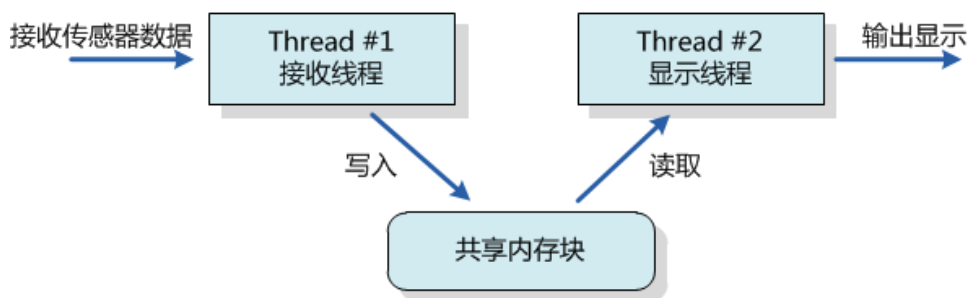 接收传感器数据
Thread #1
接收线程
Thread #2
显示线程
输出显示
写入
读取
共享内存块